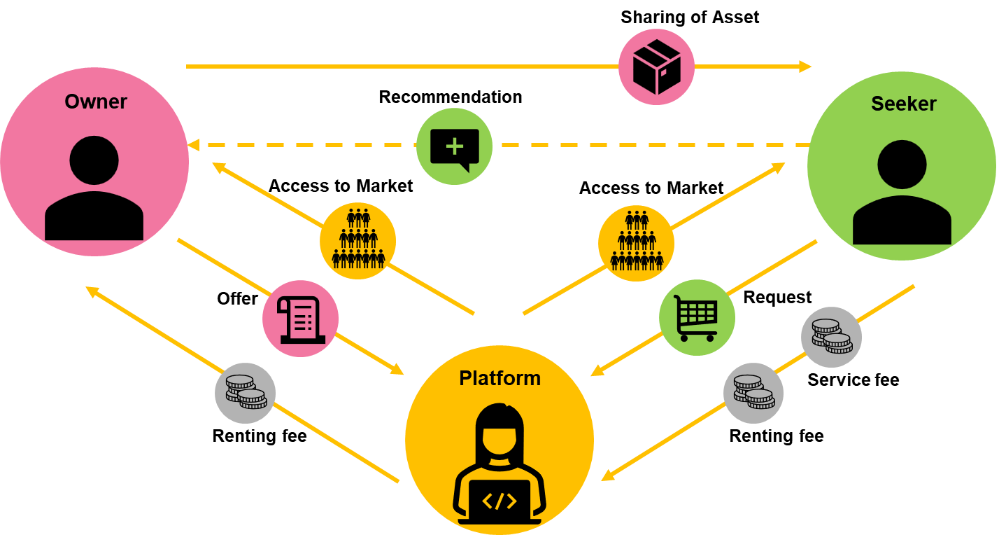 Sharing of Asset
Owner
Recommendation
Seeker
Access to Market
Access to Market
Offer
Request
Platform
Service fee
Renting fee
Renting fee